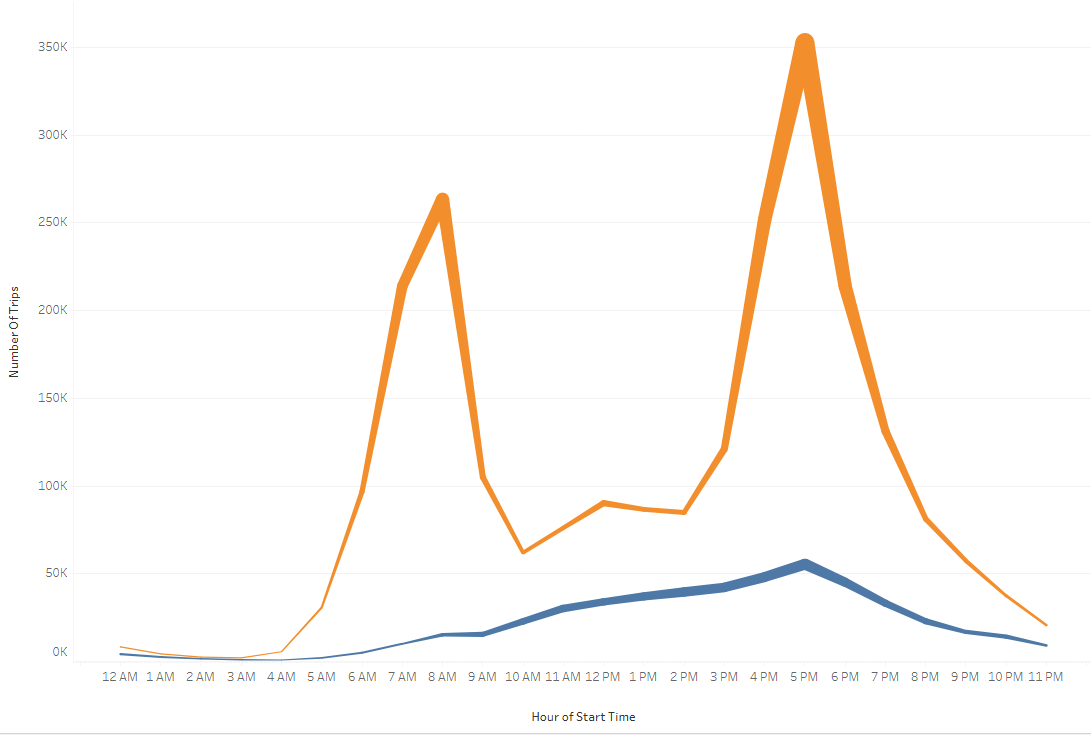 350K
300K
250K
200K
150K
100K
50K
0K
Number Of Trips
12 AM 1 AM 2 AM 3 AM 4 AM 5 AM 6 AM 7 AM 8 AM 9 AM 10 AM 11 AM 12 PM 1 PM 2 PM 3 PM 4 PM 5 PM 6 PM 7 PM 8 PM 9 PM 10 PM 11 PM
Hour of Start Time